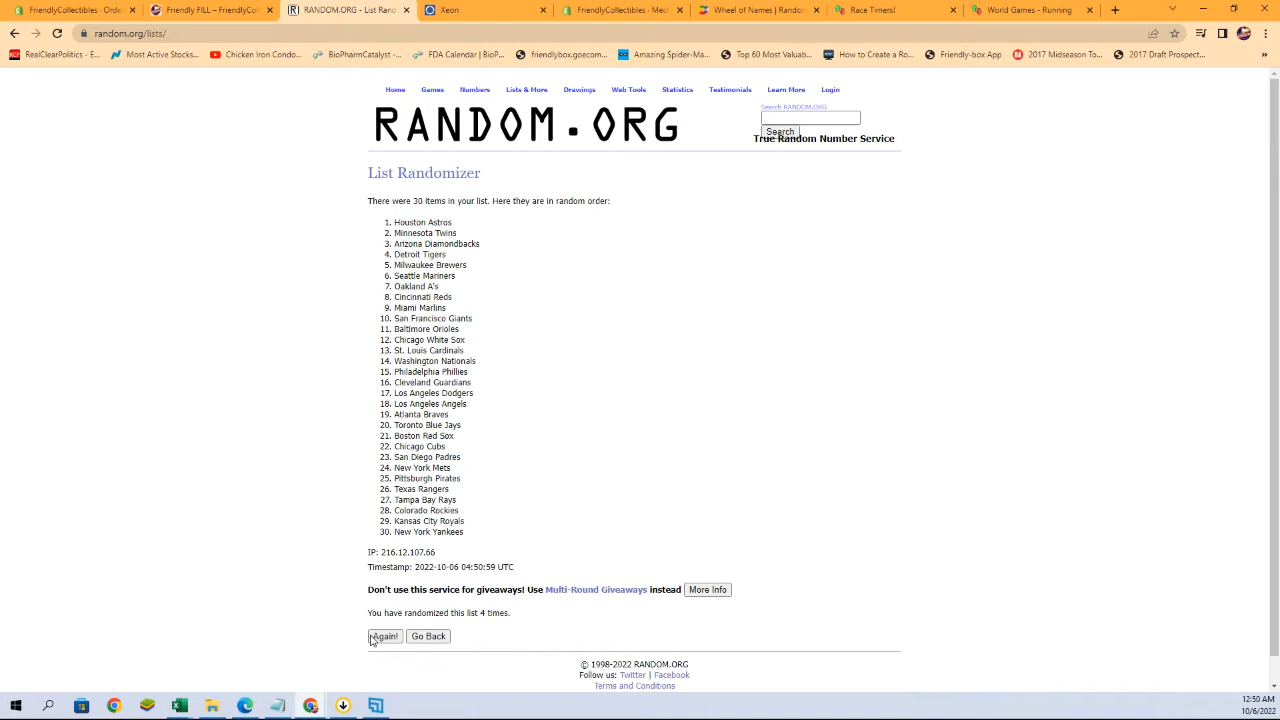 FriendlyCollectibles · Orders ·
Friendly FILL – FriendlyCo
RANDOM.ORG - List Rand
Xeon
FriendlyCollectibles · Mech
Wheel of Names | Random
Race Timers!
World Games - Running
random.org/lists/
RealClearPolitics - E...
Most Active Stocks...
Chicken Iron Condo...
BioPharmCatalyst -...
FDA Calendar | BioP...
friendlybox.goecom...
Amazing Spider-Ma...
Top 60 Most Valuab...
How to Create a Ro...
Friendly-box App
2017 Midseason To...
2017 Draft Prospect...
Home Games Numbers Lists & More Drawings Web Tools Statistics Testimonials Learn More Login
Search RANDOM.ORG
RANDOM.ORG
Search
True Random Number Service
List Randomizer
There were 30 items in your list. Here they are in random order:
1. Houston Astros
2. Minnesota Twins
3. Arizona Diamondbacks
4. Detroit Tigers
5. Milwaukee Brewers
6. Seattle Mariners
7. Oakland A's
8. Cincinnati Reds
9. Miami Marlins
10. San Francisco Giants
11. Baltimore Orioles
12. Chicago White Sox
13. St. Louis Cardinals
14. Washington Nationals
15. Philadelphia Phillies
16. Cleveland Guardians
17. Los Angeles Dodgers
18. Los Angeles Angels
19. Atlanta Braves
20. Toronto Blue Jays
21. Boston Red Sox
22. Chicago Cubs
23. San Diego Padres
24. New York Mets
25. Pittsburgh Pirates
26. Texas Rangers
27. Tampa Bay Rays
28. Colorado Rockies
29. Kansas City Royals
30. New York Yankees
IP: 216.12.107.66
Timestamp: 2022-10-06 04:50:59 UTC
Don't use this service for giveaways! Use Multi-Round Giveaways instead More Info
You have randomized this list 4 times.
Again! Go Back
© 1998-2022 RANDOM.ORG
Follow us: Twitter | Facebook
Terms and Conditions
12:50 AM
10/6/2022